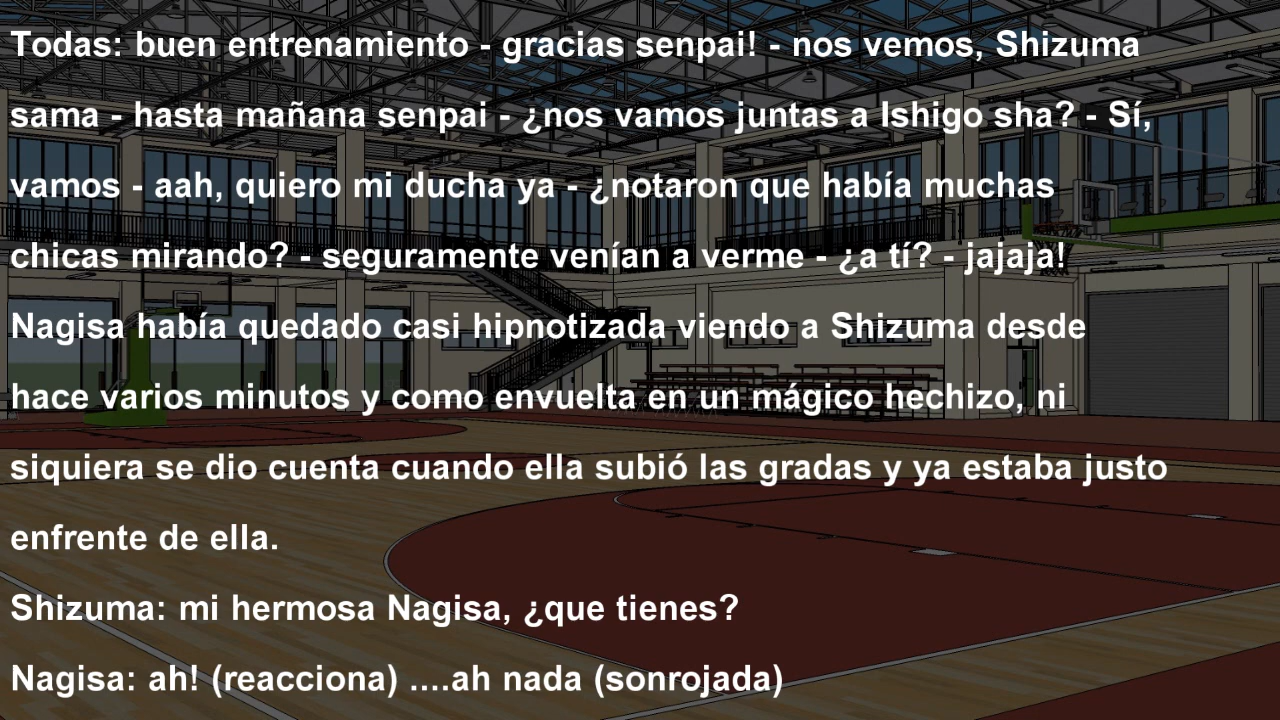 Todas: buen entrenamiento - gracias senpai! - nos vemos, Shizuma
sama - hasta mañana senpai - ¿nos vamos juntas a Ishigo sha? - Sí,
vamos - aah, quiero mi ducha ya - ¿notaron que había muchas
chicas mirando? - seguramente venían a verme - ¿a tí? - jajaja!
Nagisa había quedado casi hipnotizada viendo a Shizuma desde
hace varios minutos y como envuelta en un mágico hechizo, ni
siquiera se dio cuenta cuando ella subió las gradas y ya estaba justo
enfrente de ella.
Shizuma: mi hermosa Nagisa, ¿que tienes?
Nagisa: ah! (reacciona) ....ah nada (sonrojada)